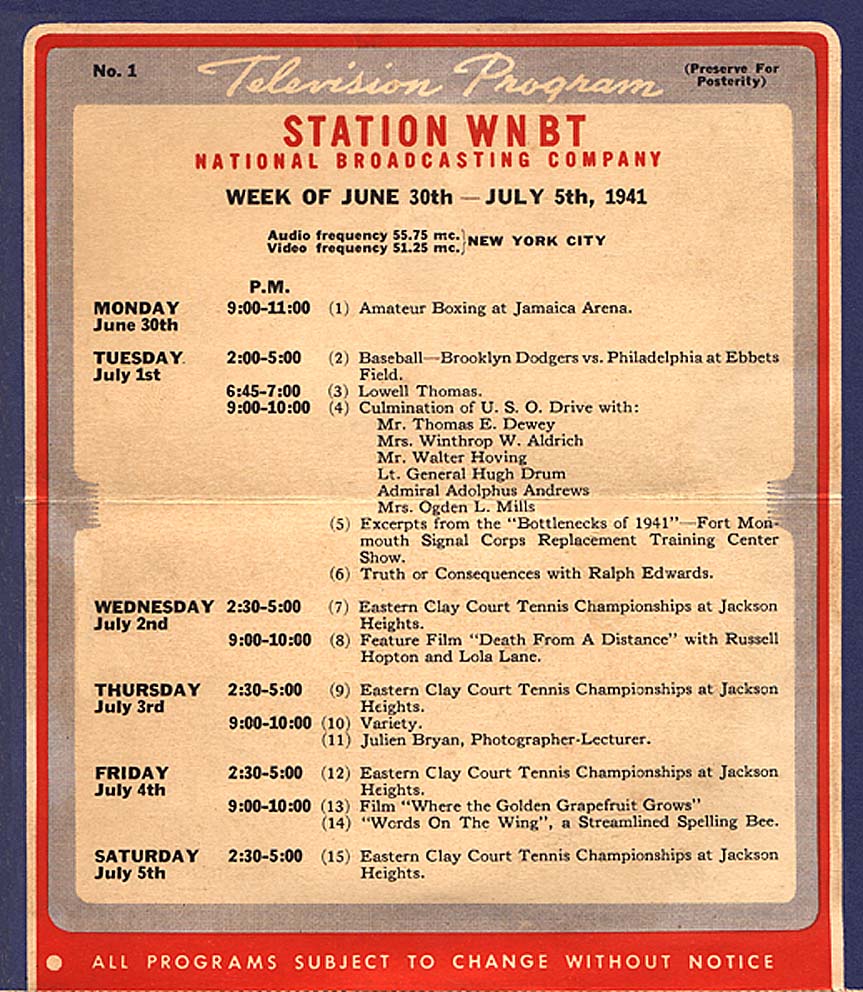 No. 1
Television Program
(Preserve For
Posterity)
STATION WNBT
NATIONAL BROADCASTING COMPANY
WEEK OF JUNE 30th — JULY 5th, 1941
Audio frequency 55.75 mc.
Video frequency 51.25 mc.} NEW YORK CITY
P.M.
MONDAY 9:00-11:00 (1) Amateur Boxing at Jamaica Arena.
June 30th
TUESDAY. 2:00-5:00 (2) Baseball—Brooklyn Dodgers vs. Philadelphia at Ebbets
July 1st Field.
6:45-7:00 (3) Lowell Thomas.
9:00-10:00 (4) Culmination of U. S. O. Drive with:
Mr. Thomas E. Dewey
Mrs. Winthrop W. Aldrich
Mr. Walter Hoving
Lt. General Hugh Drum
Admiral Adolphus Andrews
Mrs. Ogden L. Mills
(5) Excerpts from the "Bottlenecks of 1941"—Fort Mon-
mouth Signal Corps Replacement Training Center
Show.
(6) Truth or Consequences with Ralph Edwards.
WEDNESDAY 2:30-5:00 (7) Eastern Clay Court Tennis Championships at Jackson
July 2nd Heights.
9:00-10:00 (8) Feature Film "Death From A Distance" with Russell
Hopton and Lola Lane.
THURSDAY 2:30-5:00 (9) Eastern Clay Court Tennis Championships at Jackson
July 3rd Heights.
9:00-10:00 (10) Variety.
(11) Julien Bryan, Photographer-Lecturer.
FRIDAY 2:30-5:00 (12) Eastern Clay Court Tennis Championships at Jackson
July 4th Heights.
9:00-10:00 (13) Film "Where the Golden Grapefruit Grows"
(14) "Words On The Wing", a Streamlined Spelling Bee.
SATURDAY 2:30-5:00 (15) Eastern Clay Court Tennis Championships at Jackson
July 5th Heights.
ALL PROGRAMS SUBJECT TO CHANGE WITHOUT NOTICE